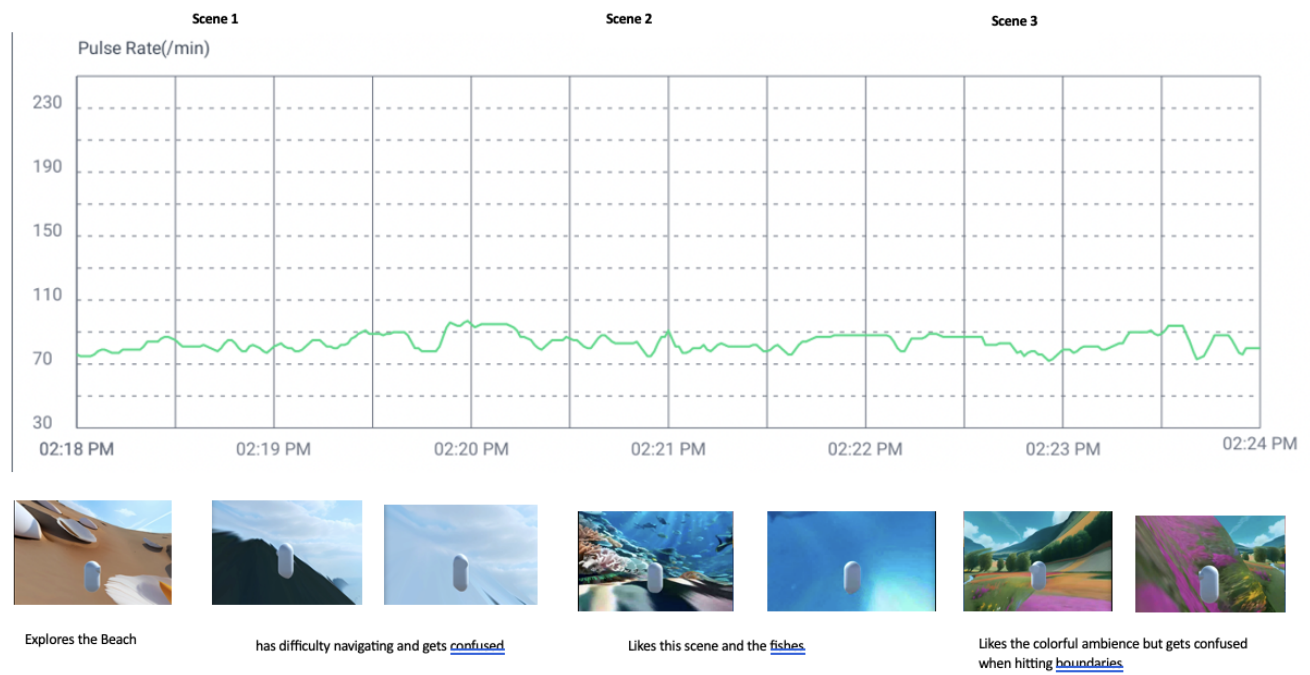 Scene 1
Scene 2
Scene 3
Pulse Rate(/min)
230
190
150
110
70
30
02:18 PM
02:19 PM
02:20 PM
02:21 PM
02:22 PM
02:23 PM
02:24 PM
Explores the Beach
has difficulty navigating and gets confused
Likes this scene and the fishes
Likes the colorful ambience but gets confused
when hitting boundaries